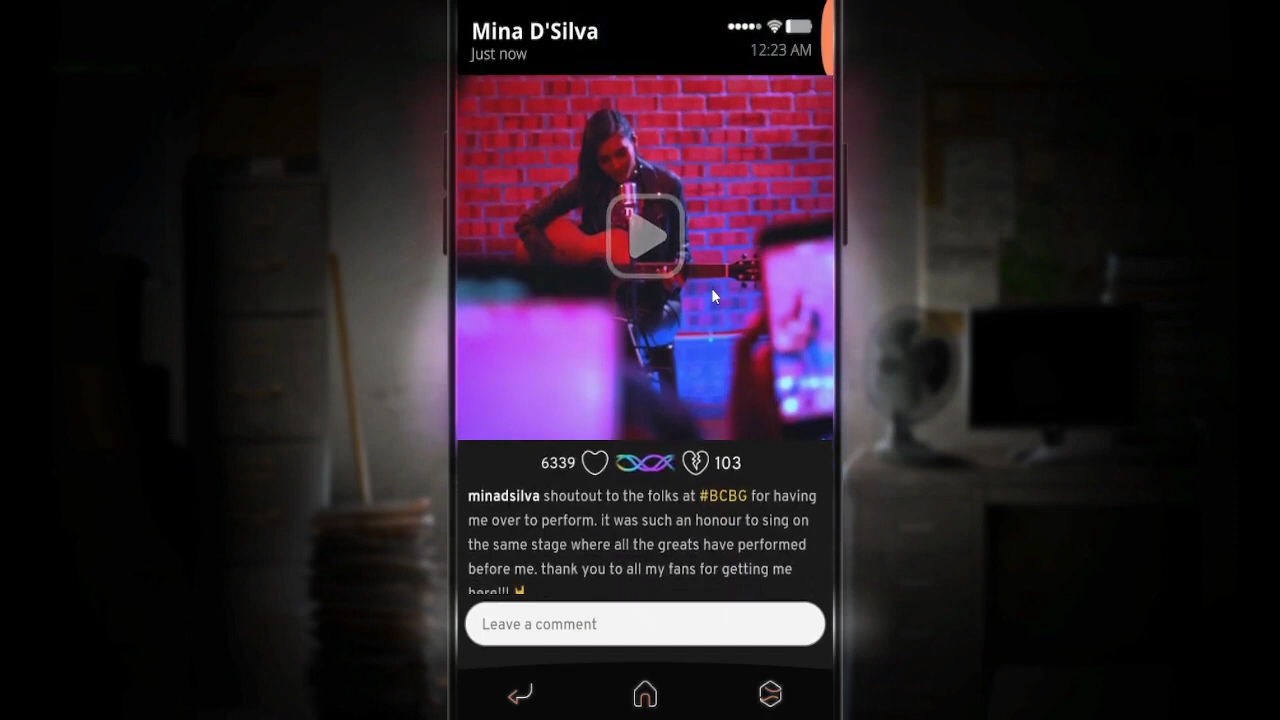 Mina D'Silva
Just now
12:23 AM
6339
103
minadsilva shoutout to the folks at #BCBG for having
me over to perform. it was such an honour to sing on
the same stage where all the greats have performed
before me. thank you to all my fans for getting me
here!!!
Leave a comment